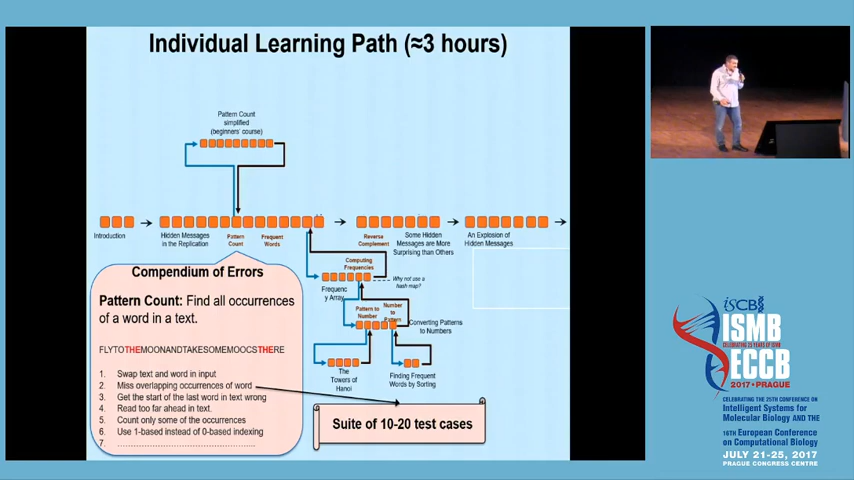 Individual Learning Path (≈3 hours)
Pattern Count
simplified
(beginners' course)
Introduction
Hidden Messages
in the Replication
Pattern
Count
Frequent
Words
Reverse
Complement
Some Hidden
Messages are More
Surprising than Others
An Explosion of
Hidden Messages
Computing
Frequencies
Why not use a
hash map?
Frequenc
y Array
Pattern to
Number
Number
to
Pattern
Converting Patterns
to Numbers
The
Towers of
Hanoi
Finding Frequent
Words by Sorting
Compendium of Errors
Pattern Count: Find all occurrences
of a word in a text.
FLYTOTHEMOONANDTAKESOMEMOOCSTHERE
1. Swap text and word in input
2. Miss overlapping occurrences of word
3. Get the start of the last word in text wrong
4. Read too far ahead in text.
5. Count only some of the occurrences
6. Use 1-based instead of 0-based indexing
7. ...................................................
Suite of 10-20 test cases
iSCB
ISMB
CELEBRATING 25 YEARS OF ISMB
ECCB
2017 • PRAGUE
CELEBRATING THE 25TH CONFERENCE ON
Intelligent Systems for
Molecular Biology AND THE
16TH European Conference
on Computational Biology
JULY 21-25, 2017
PRAGUE CONGRESS CENTRE